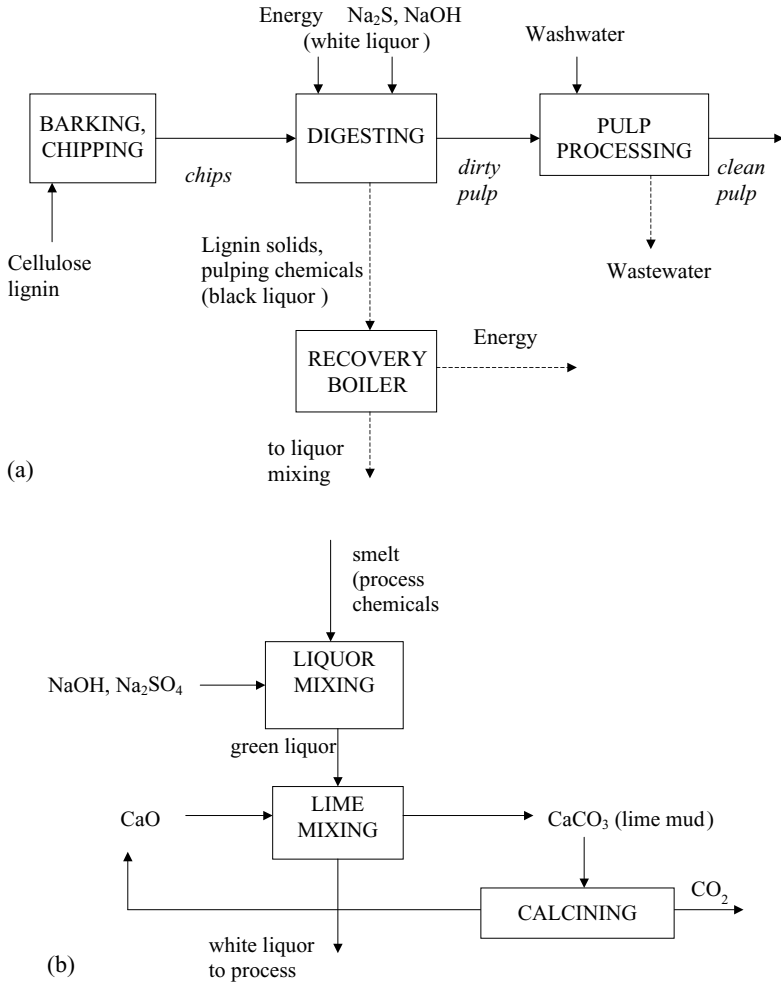 Energy
Na₂S, NaOH
(white liquor )
Washwater
BARKING,
CHIPPING
chips
DIGESTING
dirty
pulp
PULP
PROCESSING
clean
pulp
Cellulose
lignin
Lignin solids,
pulping chemicals
(black liquor )
Wastewater
RECOVERY
BOILER
Energy
to liquor
mixing
(a)
smelt
(process
chemicals
LIQUOR
MIXING
NaOH, Na₂SO₄
green liquor
CaO
LIME
MIXING
CaCO₃ (lime mud)
CALCINING
CO₂
white liquor
to process
(b)